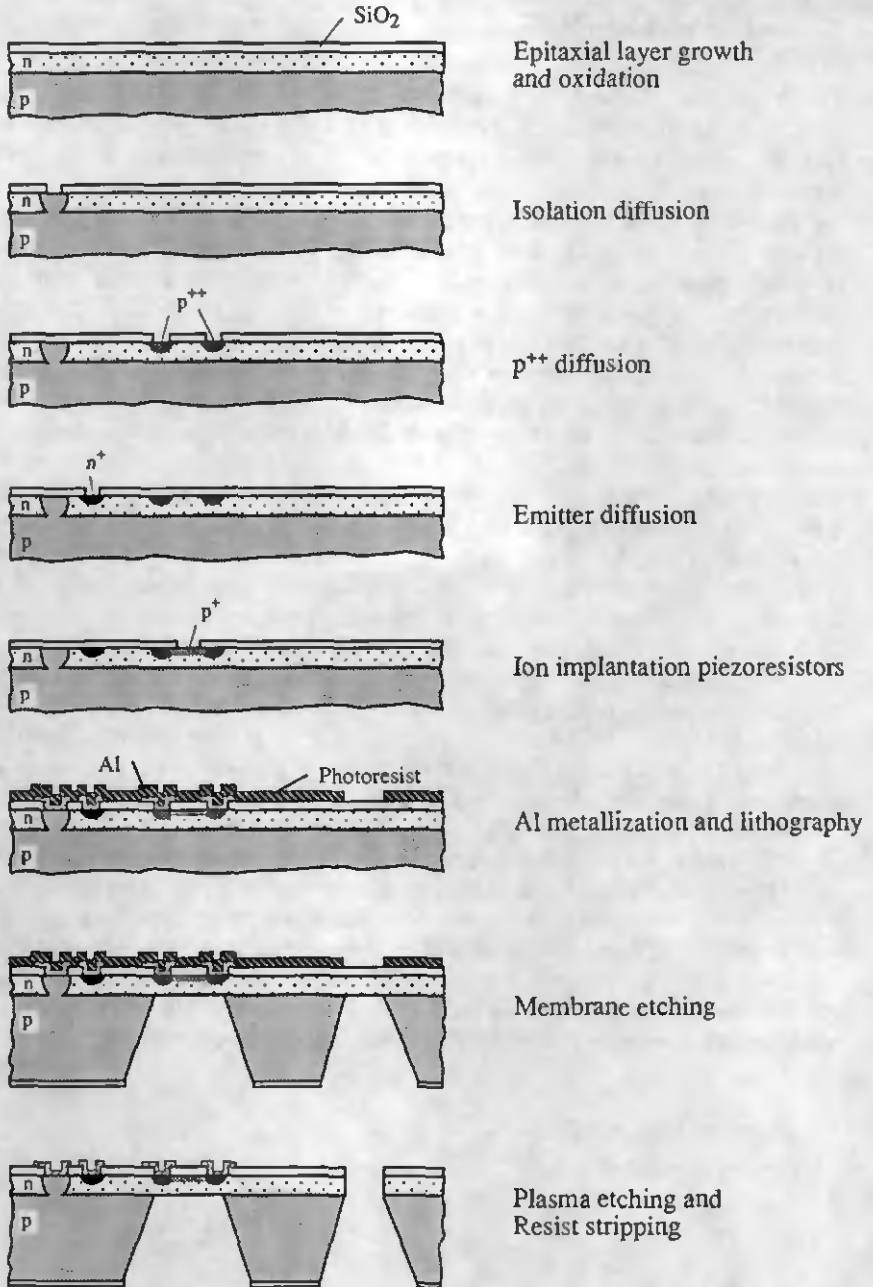 SiO2
n
p
Epitaxial layer growth
and oxidation
n
p
Isolation diffusion
p++
n
p
p++ diffusion
n+
n
p
Emitter diffusion
p+
n
p
Ion implantation piezoresistors
Al
Photoresist
n
p
Al metallization and lithography
n
p
Membrane etching
n
p
Plasma etching and
Resist stripping